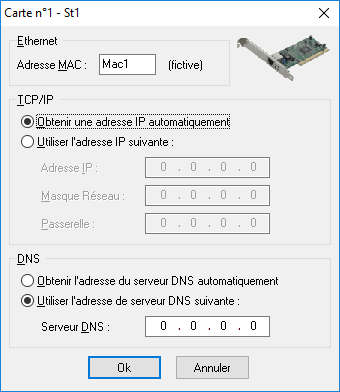 Carte n°1 - St1
Ethernet
Adresse MAC : Mac1 (fictive)
TCP/IP
Obtenir une adresse IP automatiquement
Utiliser l'adresse IP suivante :
Adresse IP : 0 . 0 . 0 . 0
Masque Réseau : 0 . 0 . 0 . 0
Passerelle : 0 . 0 . 0 . 0
DNS
Obtenir l'adresse du serveur DNS automatiquement
Utiliser l'adresse de serveur DNS suivante :
Serveur DNS : 0 . 0 . 0 . 0
Ok Annuler